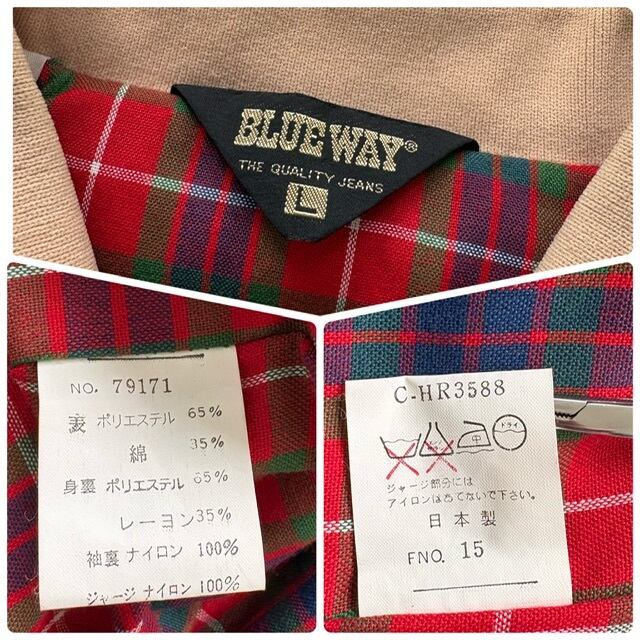 BLUE WAY®
THE QUALITY JEANS
L
NO. 79171
表 ポリエステル 65%
綿 35%
身裏 ポリエステル 65%
レーヨン 35%
袖裏 ナイロン 100%
ジャージ ナイロン 100%
C-HR3588
中 ドライ
ジャージ部分には
アイロンはあてないで下さい。
日本製
FNO. 15